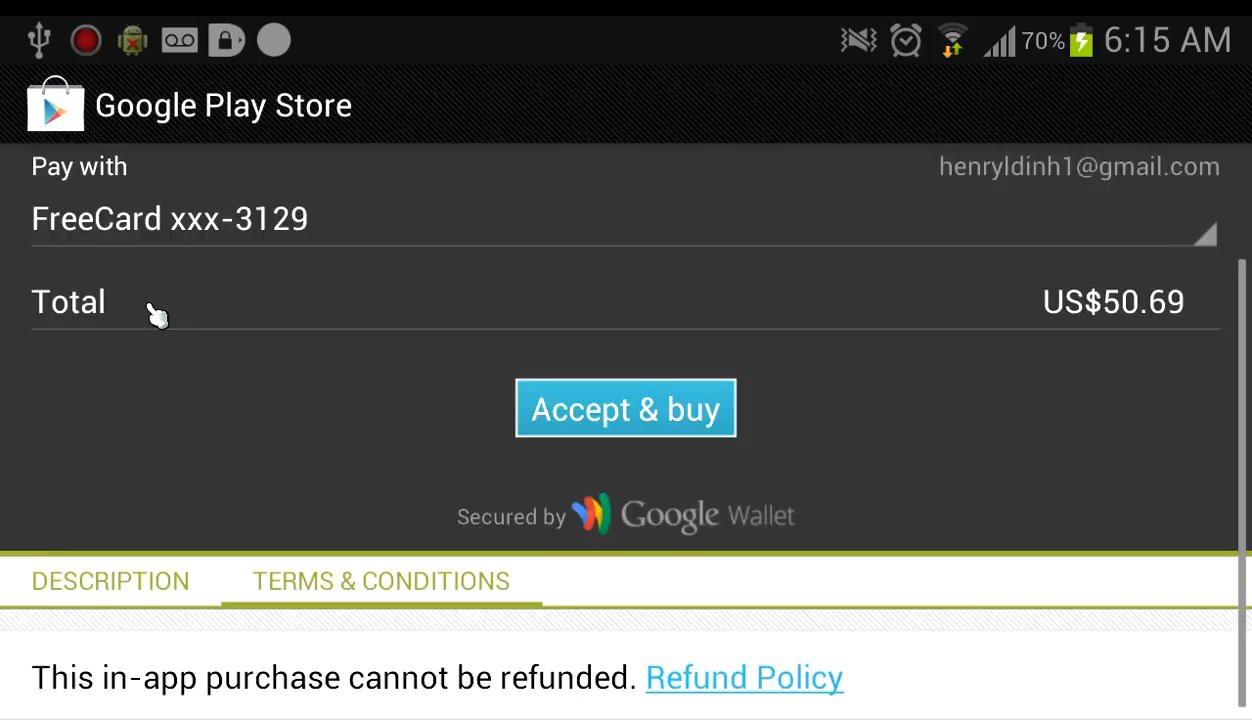 70% 6:15 AM
Google Play Store
Pay with henryldinh1@gmail.com
FreeCard xxx-3129
Total US$50.69
Accept & buy
Secured by Google Wallet
DESCRIPTION TERMS & CONDITIONS
This in-app purchase cannot be refunded. Refund Policy